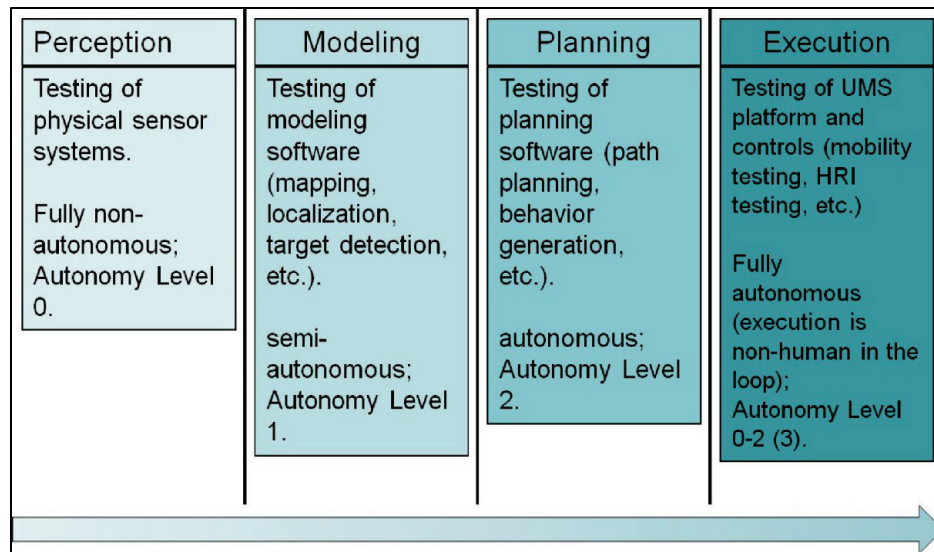 Perception
Testing of
physical sensor
systems.
Fully non-
autonomous;
Autonomy Level
0.
Modeling
Testing of
modeling
software
(mapping,
localization,
target detection,
etc.).
semi-
autonomous;
Autonomy Level
1.
Planning
Testing of
planning
software (path
planning,
behavior
generation,
etc.).
autonomous;
Autonomy Level
2.
Execution
Testing of UMS
platform and
controls (mobility
testing, HRI
testing, etc.)
Fully
autonomous
(execution is
non-human in the
loop);
Autonomy Level
0-2 (3).